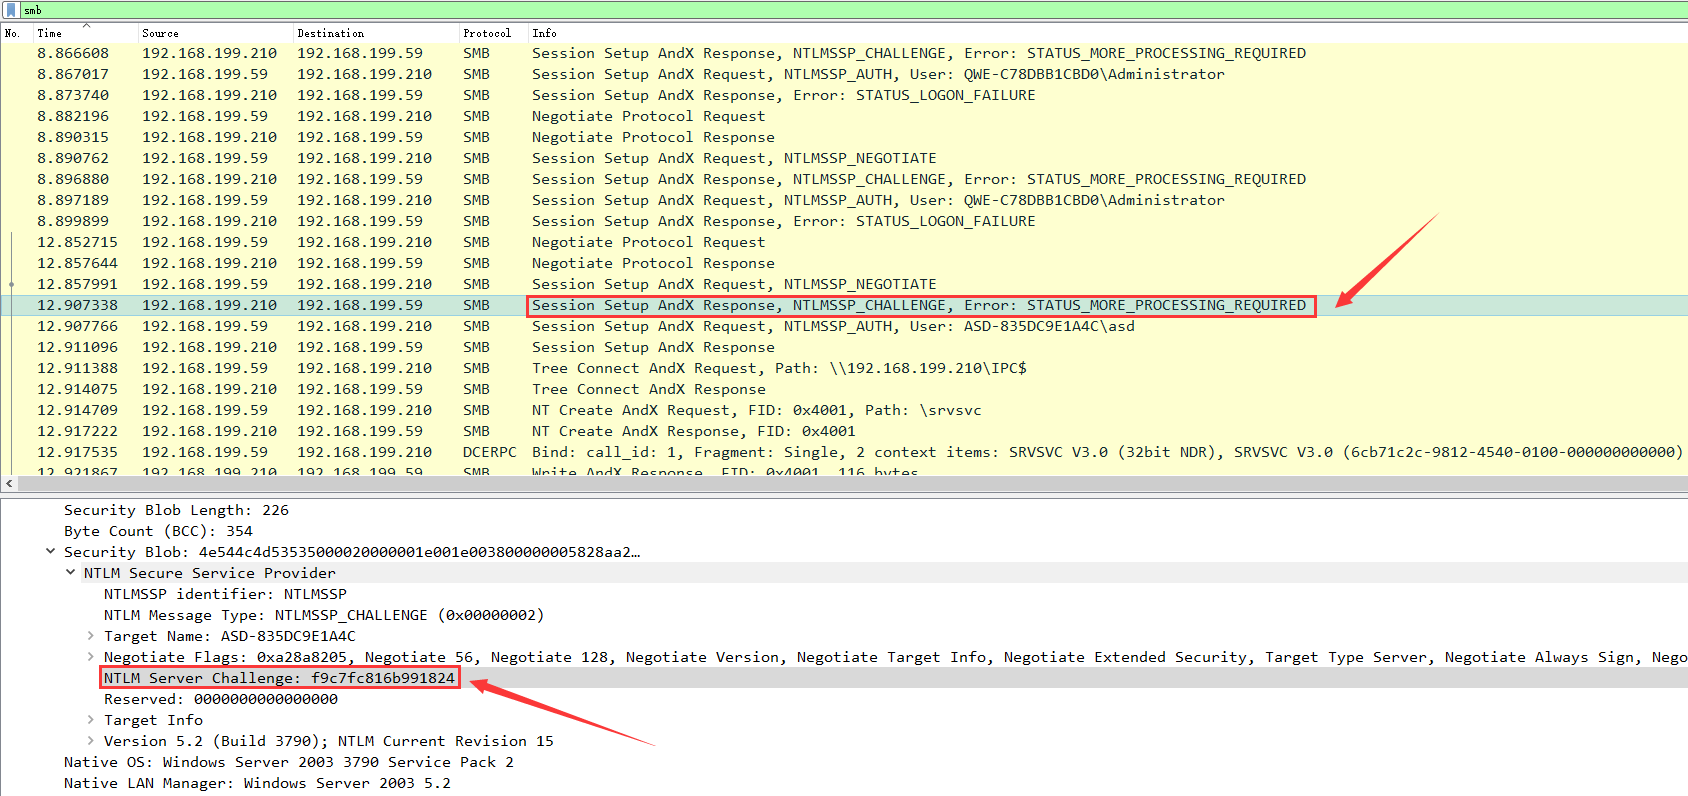 smb
No. Time Source Destination Protocol Info
8.866608 192.168.199.210 192.168.199.59 SMB Session Setup AndX Response, NTLMSSP_CHALLENGE, Error: STATUS_MORE_PROCESSING_REQUIRED
8.867017 192.168.199.59 192.168.199.210 SMB Session Setup AndX Request, NTLMSSP_AUTH, User: QWE-C78DBB1CBD0\Administrator
8.873740 192.168.199.210 192.168.199.59 SMB Session Setup AndX Response, Error: STATUS_LOGON_FAILURE
8.882196 192.168.199.59 192.168.199.210 SMB Negotiate Protocol Request
8.890315 192.168.199.210 192.168.199.59 SMB Negotiate Protocol Response
8.890762 192.168.199.59 192.168.199.210 SMB Session Setup AndX Request, NTLMSSP_NEGOTIATE
8.896880 192.168.199.210 192.168.199.59 SMB Session Setup AndX Response, NTLMSSP_CHALLENGE, Error: STATUS_MORE_PROCESSING_REQUIRED
8.897189 192.168.199.59 192.168.199.210 SMB Session Setup AndX Request, NTLMSSP_AUTH, User: QWE-C78DBB1CBD0\Administrator
8.899899 192.168.199.210 192.168.199.59 SMB Session Setup AndX Response, Error: STATUS_LOGON_FAILURE
12.852715 192.168.199.59 192.168.199.210 SMB Negotiate Protocol Request
12.857644 192.168.199.210 192.168.199.59 SMB Negotiate Protocol Response
12.857991 192.168.199.59 192.168.199.210 SMB Session Setup AndX Request, NTLMSSP_NEGOTIATE
12.907338 192.168.199.210 192.168.199.59 SMB Session Setup AndX Response, NTLMSSP_CHALLENGE, Error: STATUS_MORE_PROCESSING_REQUIRED
12.907766 192.168.199.59 192.168.199.210 SMB Session Setup AndX Request, NTLMSSP_AUTH, User: ASD-835DC9E1A4C\asd
12.911096 192.168.199.210 192.168.199.59 SMB Session Setup AndX Response
12.911388 192.168.199.59 192.168.199.210 SMB Tree Connect AndX Request, Path: \\192.168.199.210\IPC$
12.914075 192.168.199.210 192.168.199.59 SMB Tree Connect AndX Response
12.914709 192.168.199.59 192.168.199.210 SMB NT Create AndX Request, FID: 0x4001, Path: \srvsvc
12.917222 192.168.199.210 192.168.199.59 SMB NT Create AndX Response, FID: 0x4001
12.917535 192.168.199.59 192.168.199.210 DCERPC Bind: call_id: 1, Fragment: Single, 2 context items: SRVSVC V3.0 (32bit NDR), SRVSVC V3.0 (6cb71c2c-9812-4540-0100-000000000000)
12.921867 192.168.199.210 192.168.199.59 SMB Write AndX Response, FID: 0x4001, 116 bytes
Security Blob Length: 226
Byte Count (BCC): 354
Security Blob: 4e544c4d53535000020000001e001e003800000005828aa2…
NTLM Secure Service Provider
NTLMSSP identifier: NTLMSSP
NTLM Message Type: NTLMSSP_CHALLENGE (0x00000002)
Target Name: ASD-835DC9E1A4C
Negotiate Flags: 0xa28a8205, Negotiate 56, Negotiate 128, Negotiate Version, Negotiate Target Info, Negotiate Extended Security, Target Type Server, Negotiate Always Sign, Nego
NTLM Server Challenge: f9c7fc816b991824
Reserved: 0000000000000000
Target Info
Version 5.2 (Build 3790); NTLM Current Revision 15
Native OS: Windows Server 2003 3790 Service Pack 2
Native LAN Manager: Windows Server 2003 5.2